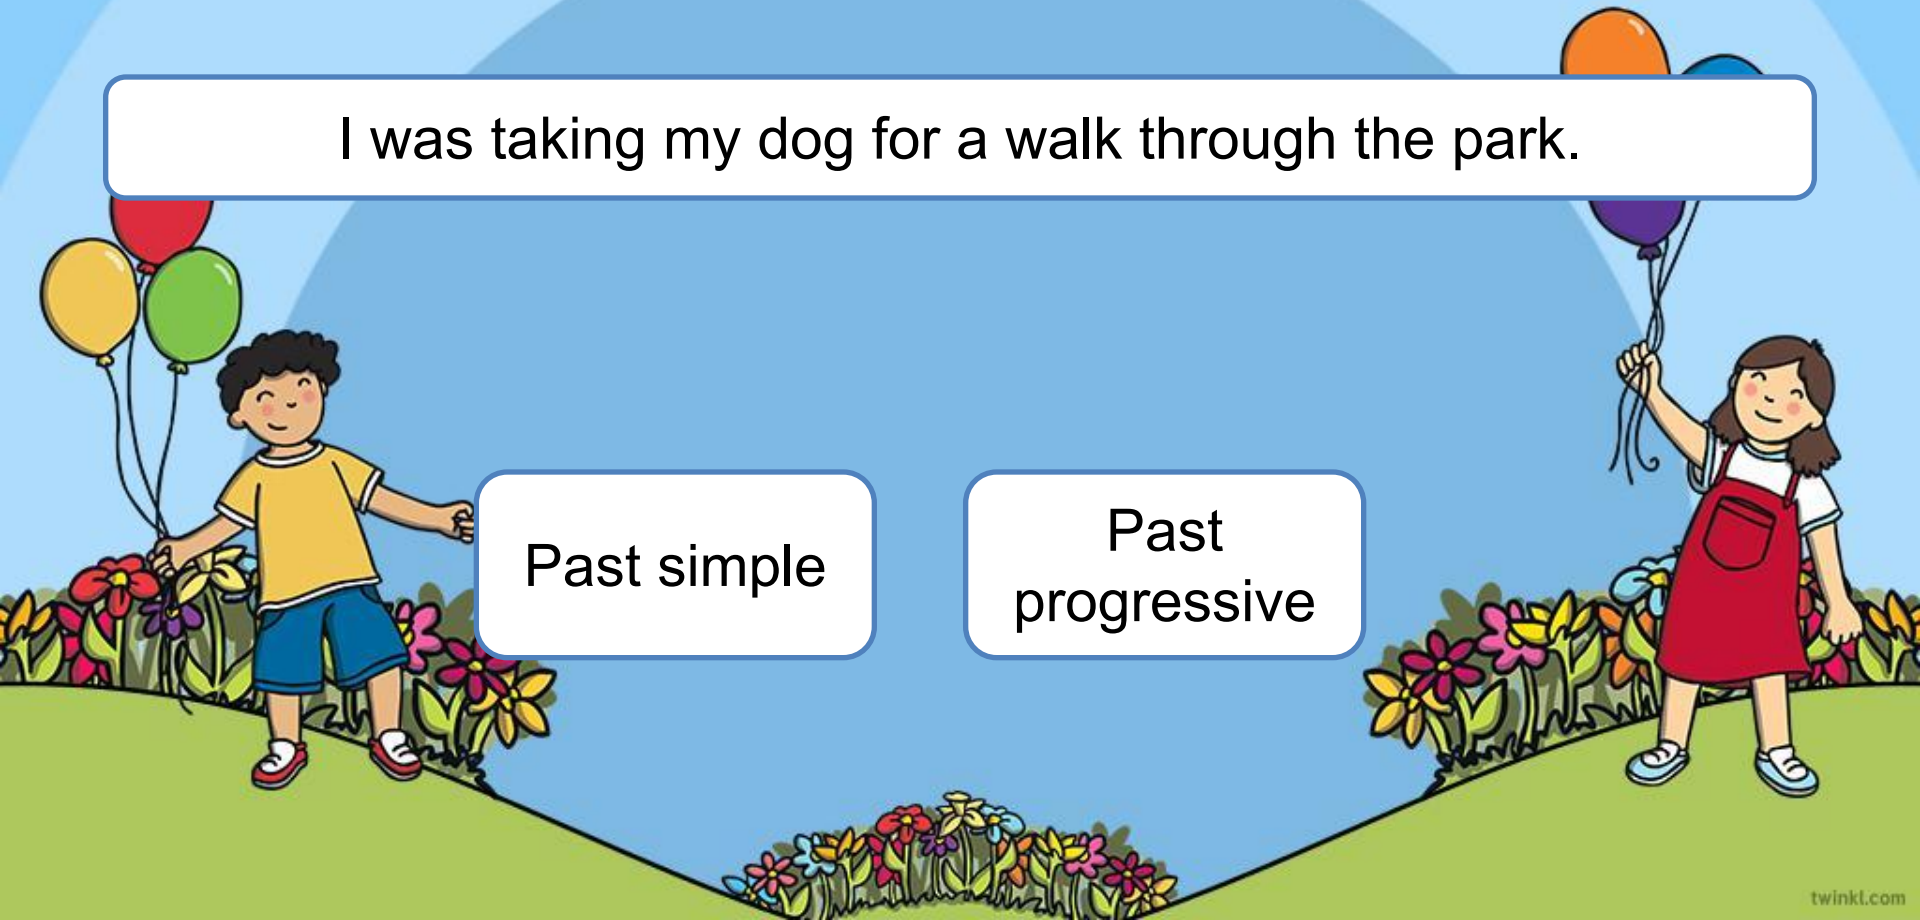 I was taking my dog for a walk through the park.
Past simple
Past
progressive
twinkl.com